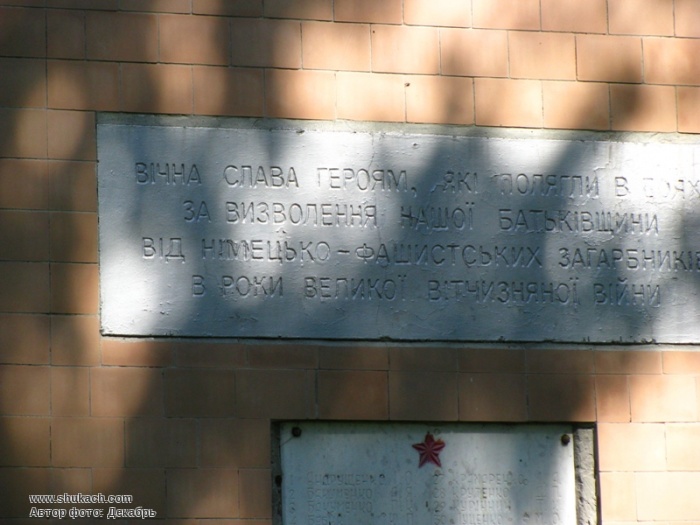 ВІЧНА СЛАВА ГЕРОЯМ, ЯКІ ПОЛЯГЛИ В БОЯХ
ЗА ВИЗВОЛЕННЯ НАШОЇ БАТЬКІВЩИНИ
ВІД НІМЕЦЬКО-ФАШИСТСЬКИХ ЗАГАРБНИКІВ
В РОКИ ВЕЛИКОЇ ВІТЧИЗНЯНОЇ ВІЙНИ
www.shukach.com
Автор фото: Декабрь